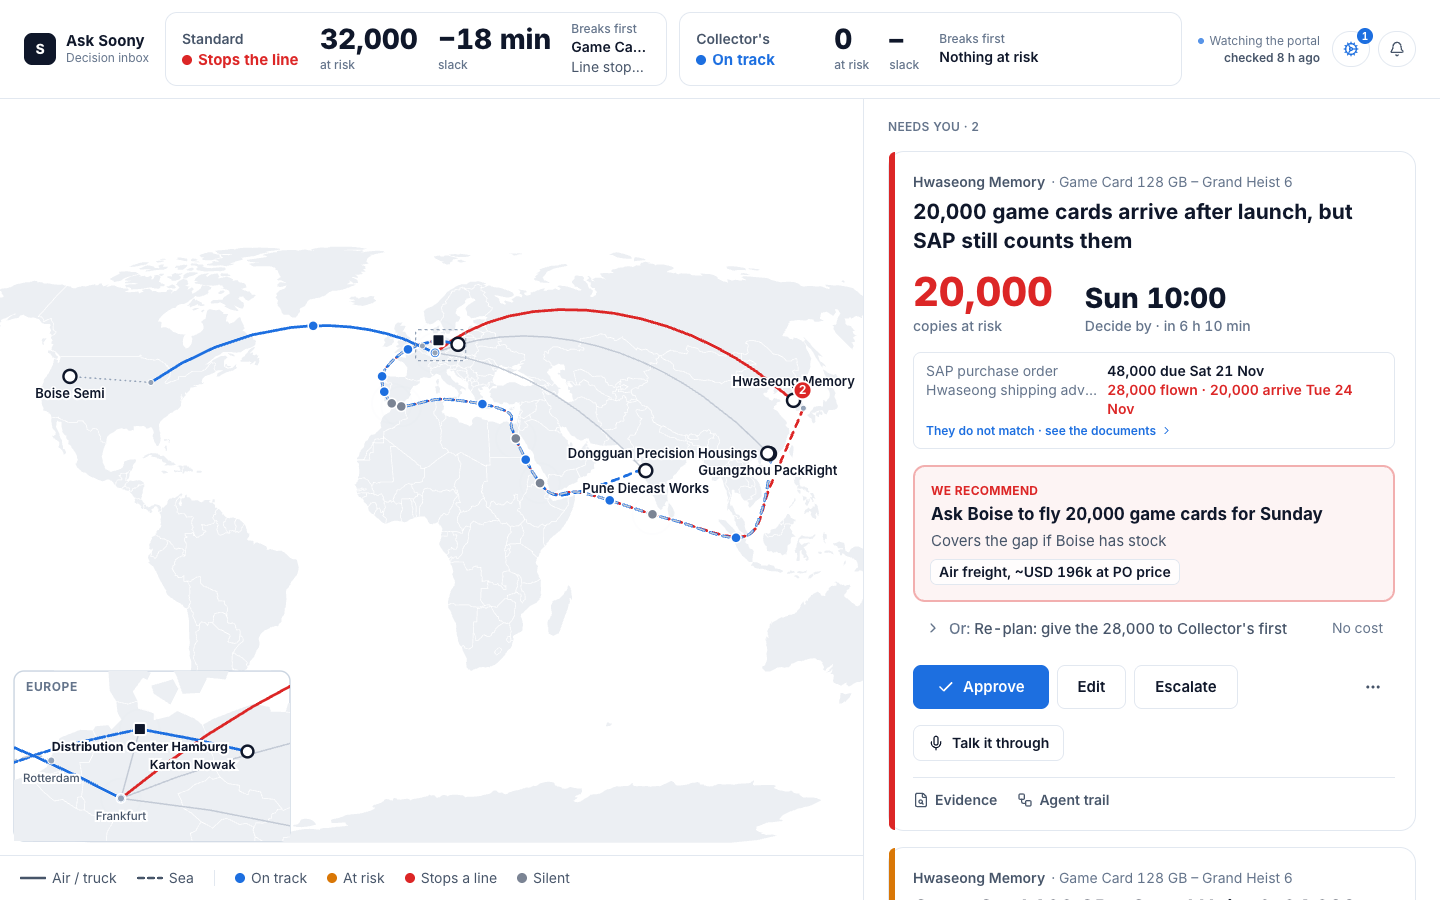 S
Ask Soony
Decision inbox
Standard
Stops the line
32,000
at risk
−18 min
slack
Breaks first
Game Ca...
Line stop...
Collector's
On track
0
at risk
–
slack
Breaks first
Nothing at risk
Watching the portal
checked 8 h ago
1
Boise Semi
Hwaseong Memory
2
Dongguan Precision Housings
Guangzhou PackRight
Pune Diecast Works
EUROPE
Distribution Center Hamburg
Karton Nowak
Rotterdam
Frankfurt
Air / truck
Sea
On track
At risk
Stops a line
Silent
NEEDS YOU · 2
Hwaseong Memory · Game Card 128 GB – Grand Heist 6
20,000 game cards arrive after launch, but
SAP still counts them
20,000
copies at risk
Sun 10:00
Decide by · in 6 h 10 min
SAP purchase order
48,000 due Sat 21 Nov
Hwaseong shipping adv...
28,000 flown · 20,000 arrive Tue 24
Nov
They do not match · see the documents
WE RECOMMEND
Ask Boise to fly 20,000 game cards for Sunday
Covers the gap if Boise has stock
Air freight, ~USD 196k at PO price
Or: Re-plan: give the 28,000 to Collector's first
No cost
Approve
Edit
Escalate
Talk it through
Evidence
Agent trail
Hwaseong Memory · Game Card 128 GB – Grand Heist 6